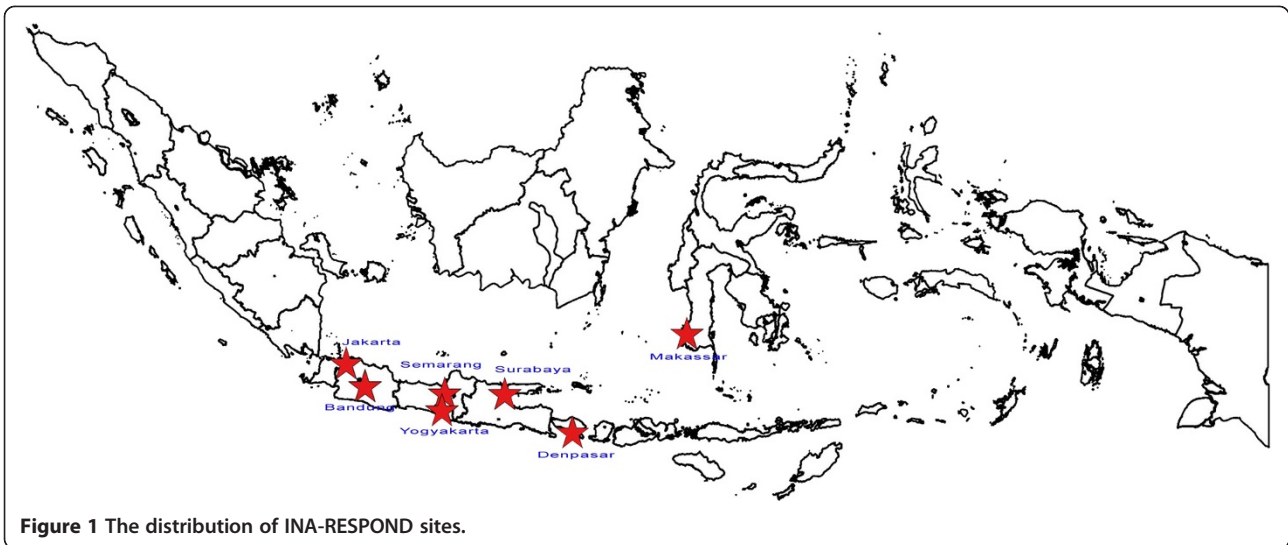 Jakarta
Semarang
Surabaya
Makassar
Bandung
Yogyakarta
Denpasar
Figure 1 The distribution of INA-RESPOND sites.